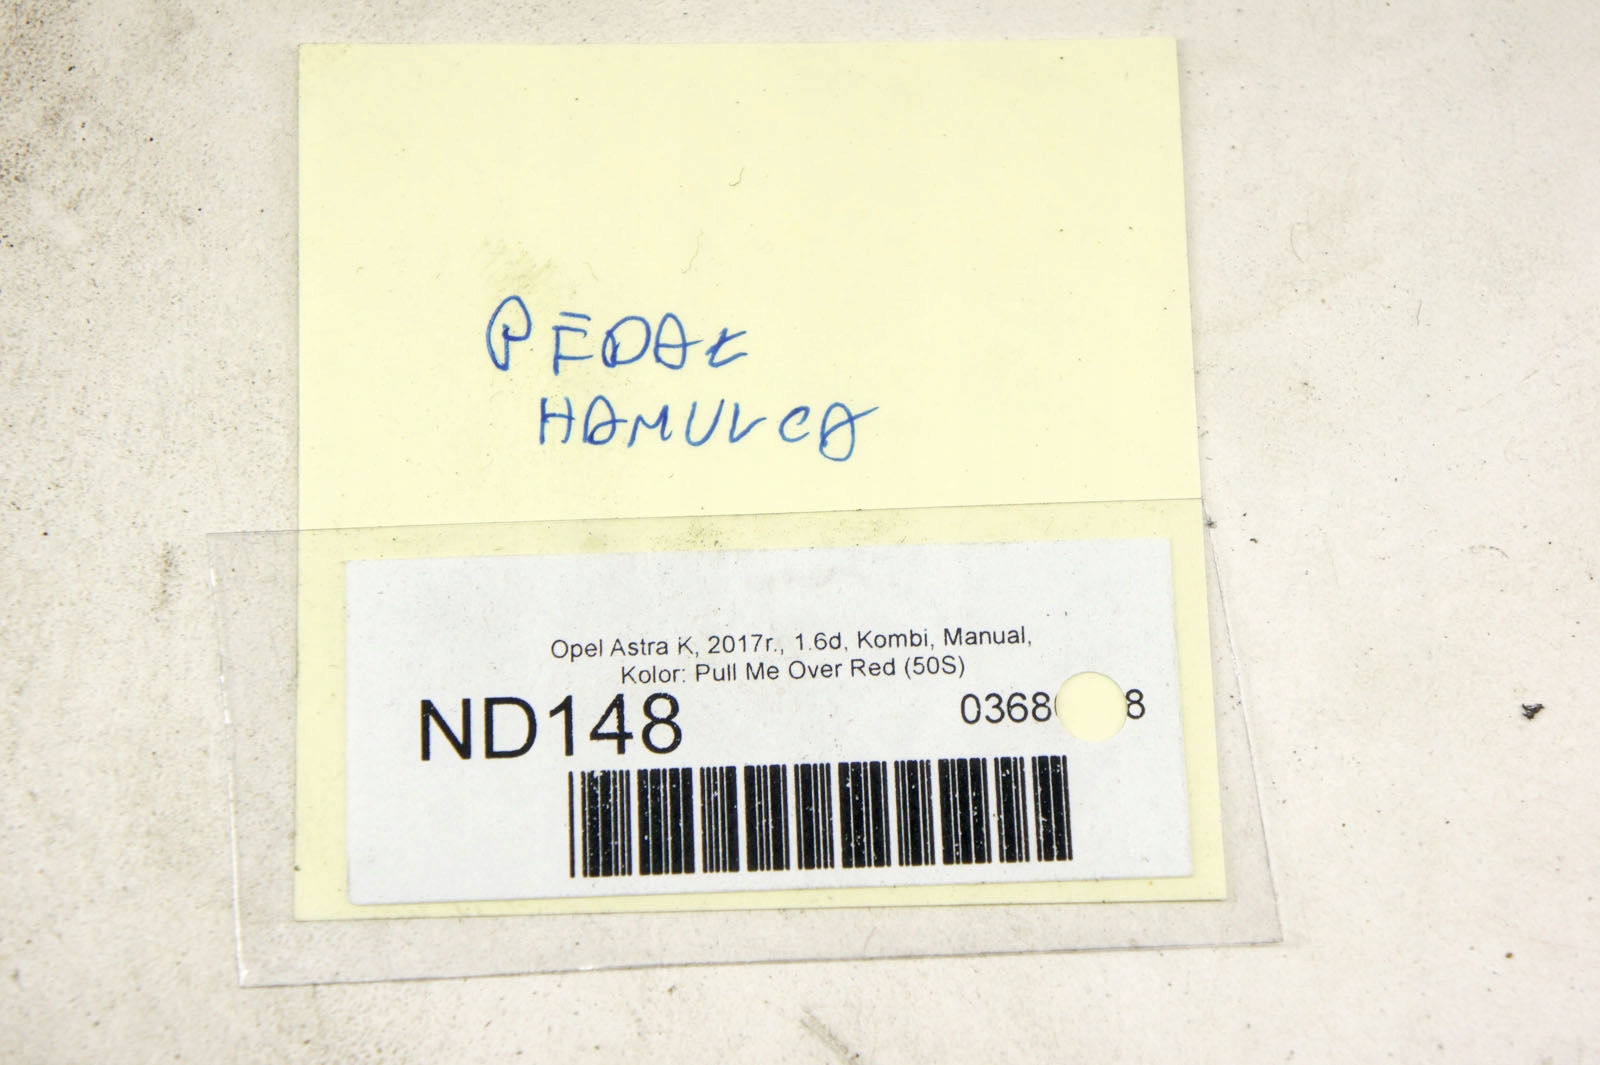 PEDAŁ
HAMULCA
Opel Astra K, 2017r., 1.6d, Kombi, Manual,
Kolor: Pull Me Over Red (50S)
ND148